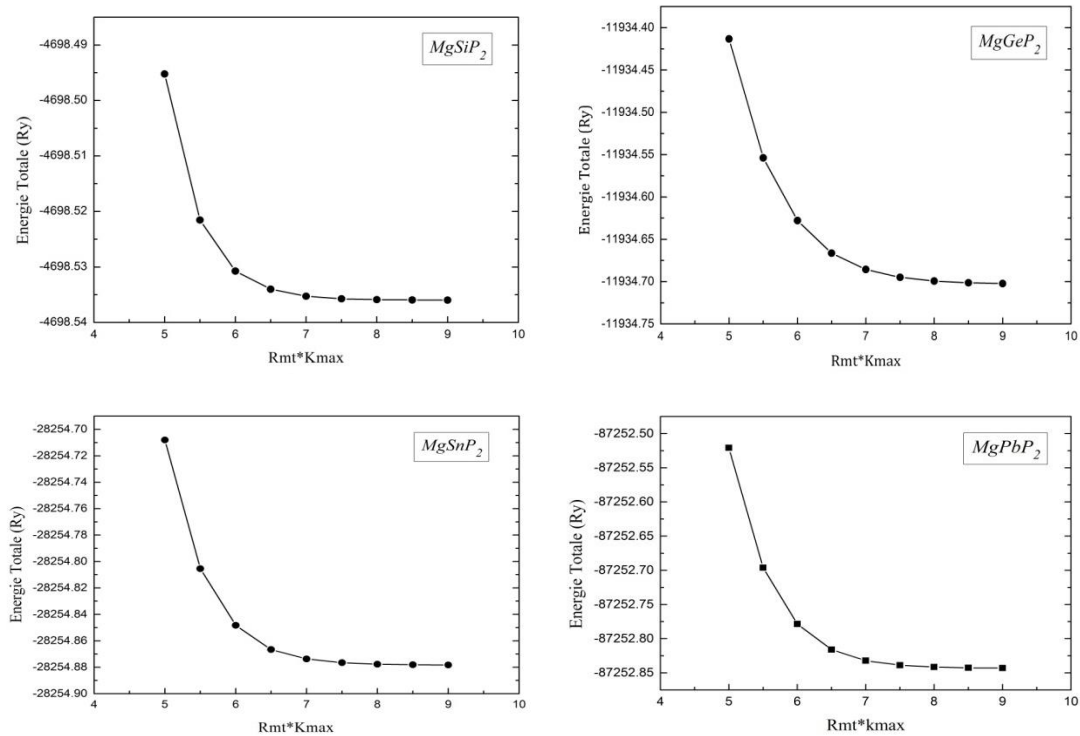 MgSiP2
Energie Totale (Ry)
-4698.49
-4698.50
-4698.51
-4698.52
-4698.53
-4698.54
4 5 6 7 8 9 10
Rmt*Kmax
MgGeP2
Energie Totale (Ry)
-11934.40
-11934.45
-11934.50
-11934.55
-11934.60
-11934.65
-11934.70
-11934.75
4 5 6 7 8 9 10
Rmt*Kmax
MgSnP2
Energie Totale (Ry)
-28254.70
-28254.72
-28254.74
-28254.76
-28254.78
-28254.80
-28254.82
-28254.84
-28254.86
-28254.88
-28254.90
4 5 6 7 8 9 10
Rmt*Kmax
MgPbP2
Energie Totale (Ry)
-87252.50
-87252.55
-87252.60
-87252.65
-87252.70
-87252.75
-87252.80
-87252.85
4 5 6 7 8 9 10
Rmt*kmax